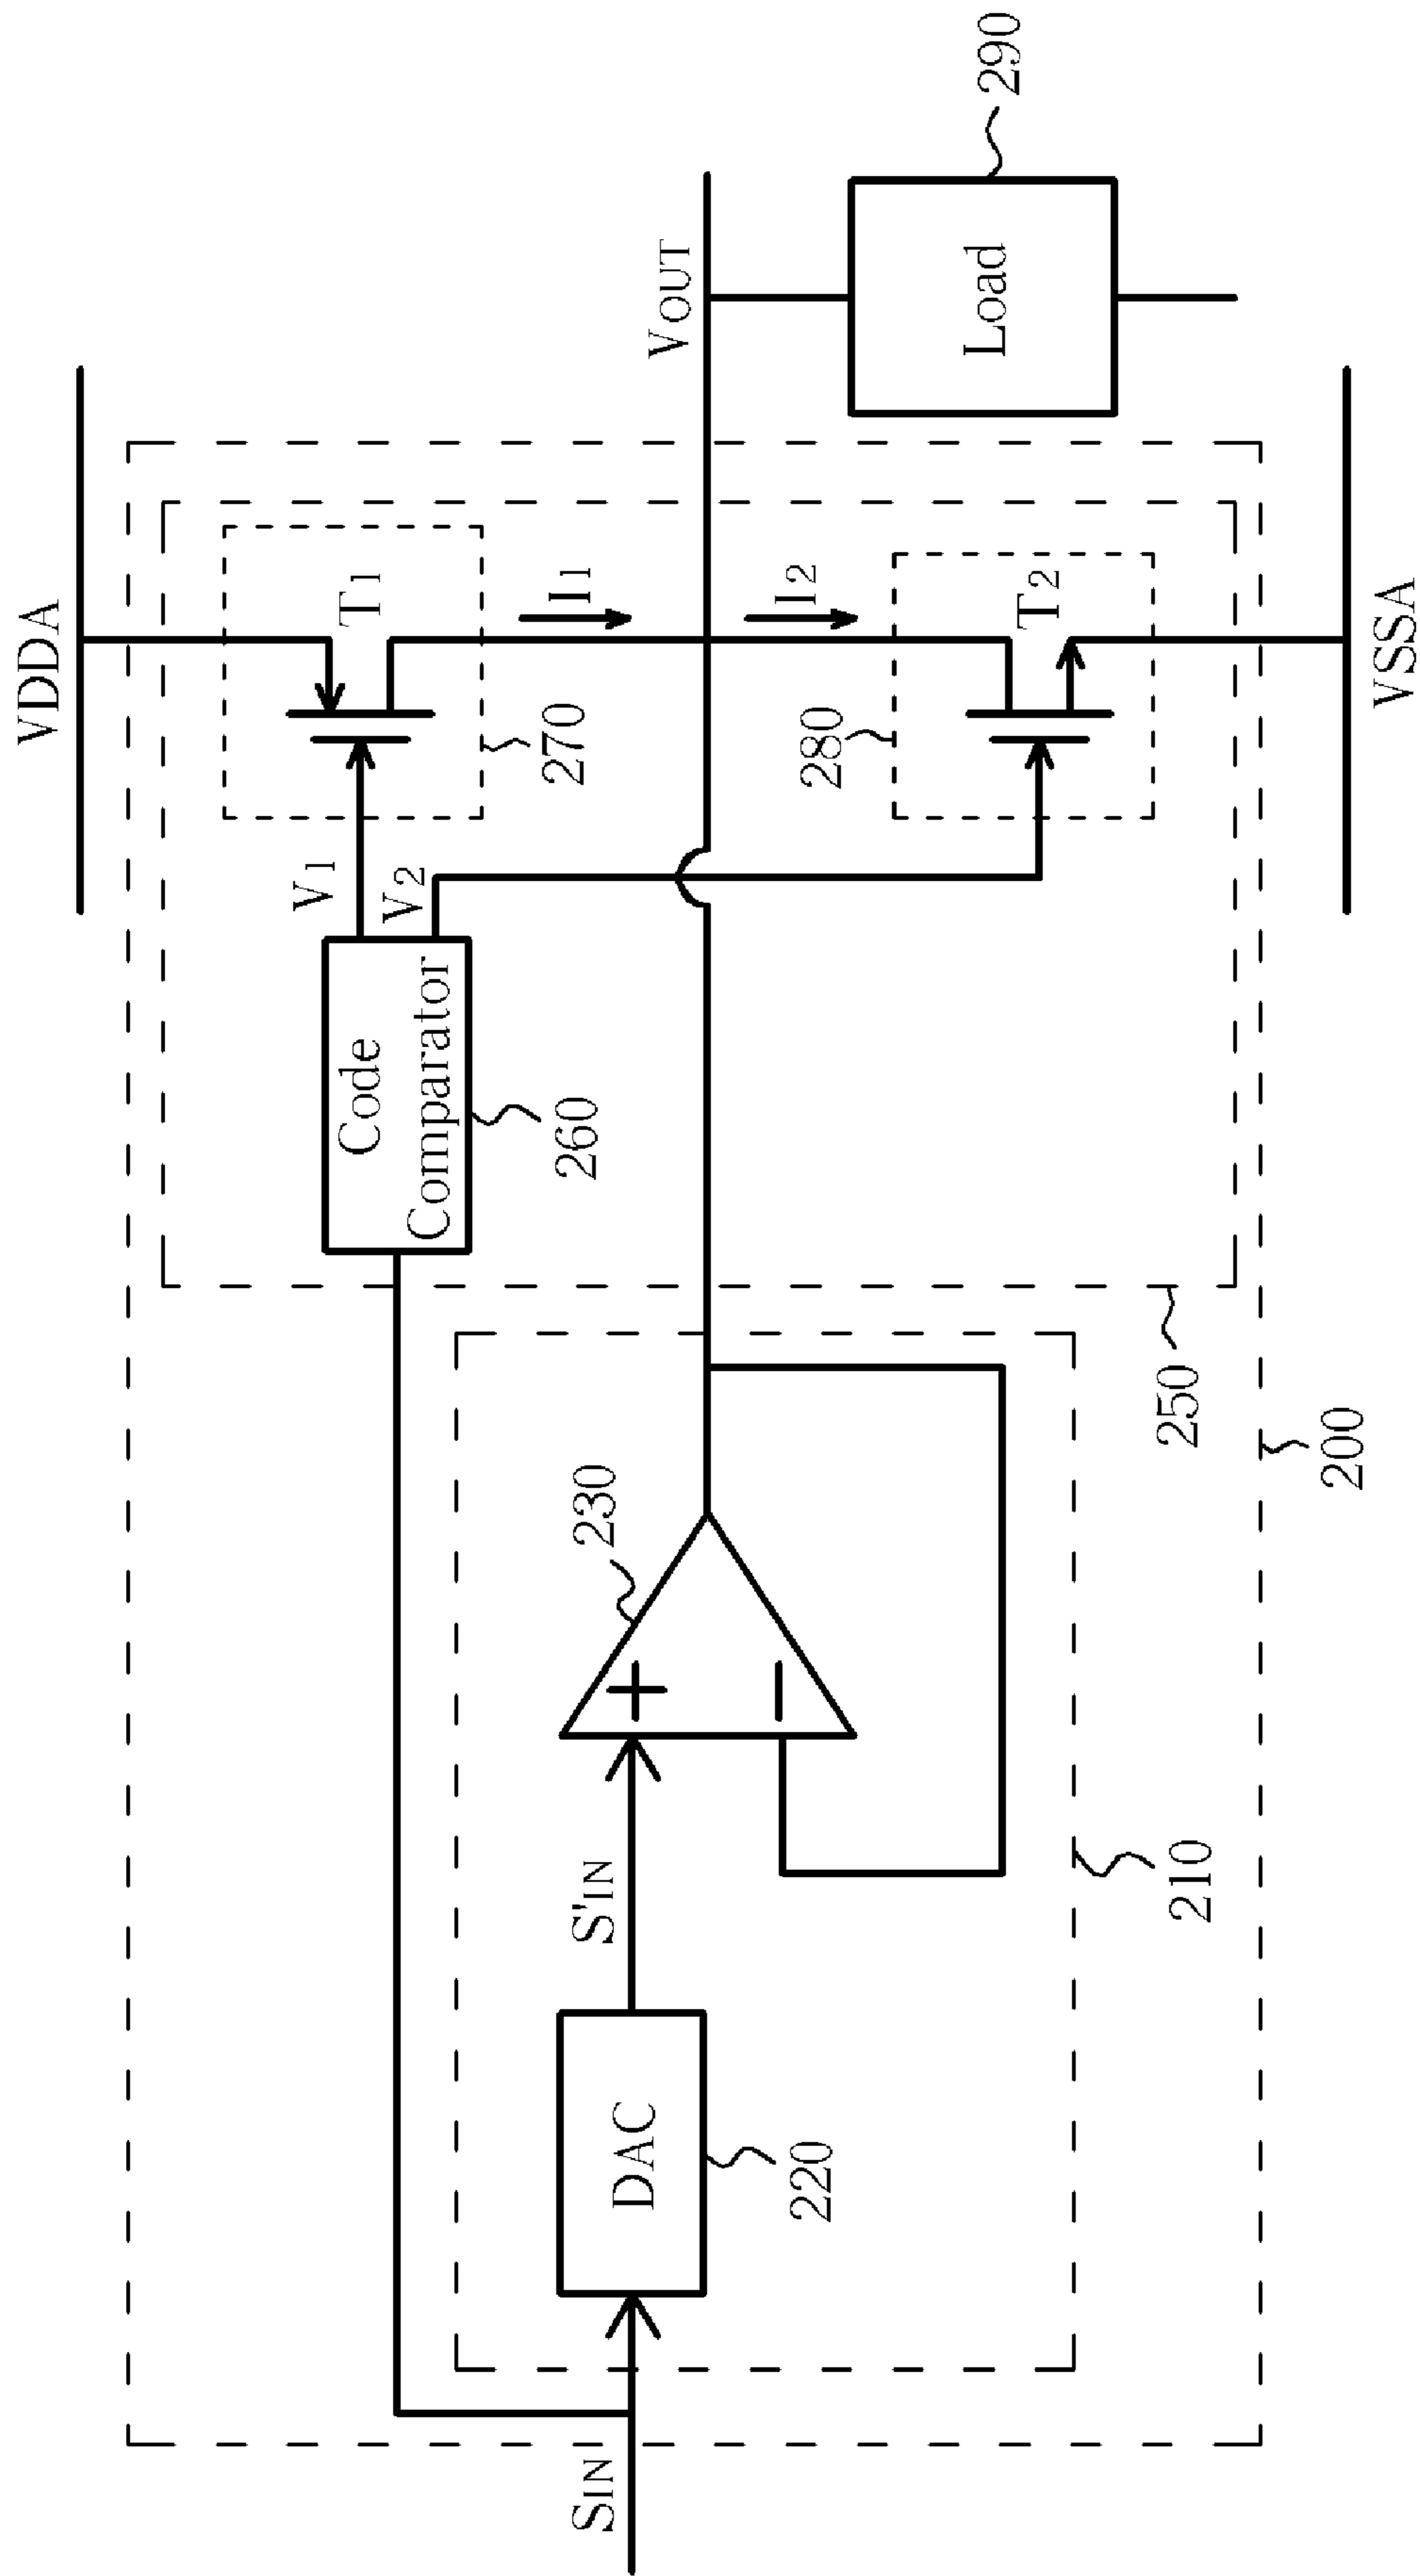 VDDA
T1
I1
270
V1
V2
Code
Comparator
260
VOUT
I2
280
T2
Load
290
VSSA
250
200
230
+
−
210
S'IN
DAC
220
SIN